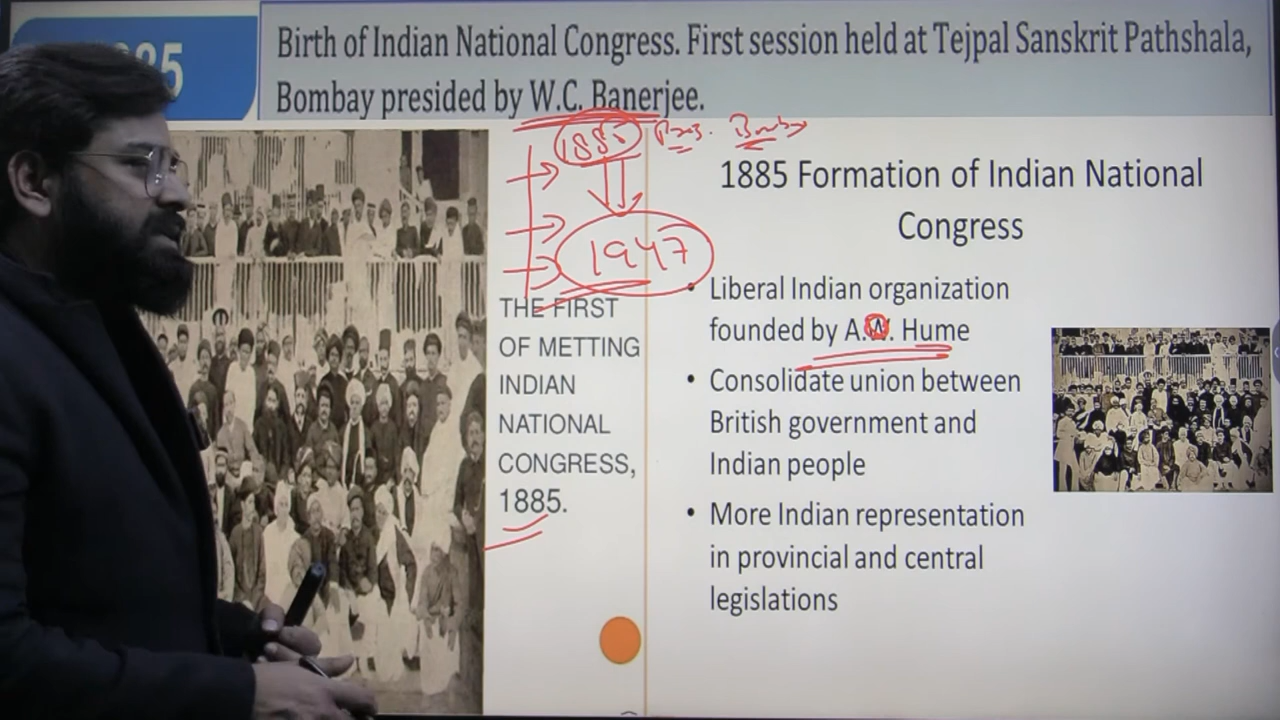 85
Birth of Indian National Congress. First session held at Tejpal Sanskrit Pathshala,
Bombay presided by W.C. Banerjee.
1885
1947
THE FIRST
OF METTING
INDIAN
NATIONAL
CONGRESS,
1885.
1885 Formation of Indian National
Congress
• Liberal Indian organization
founded by A.W. Hume
• Consolidate union between
British government and
Indian people
• More Indian representation
in provincial and central
legislations